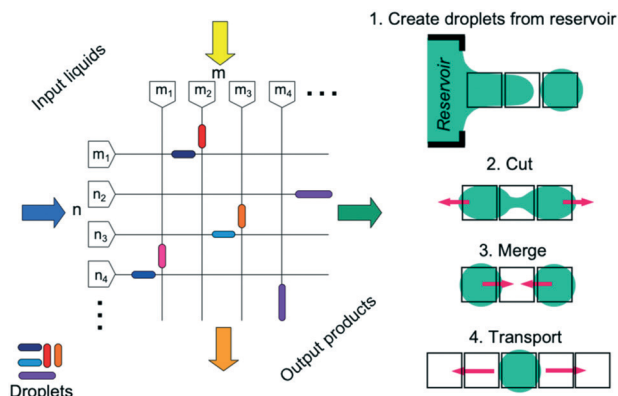 1. Create droplets from reservoir
Input liquids
m
m1 m2 m3 m4 ...
Reservoir
m1
n2
n
n3
n4
2. Cut
3. Merge
4. Transport
Output products
Droplets